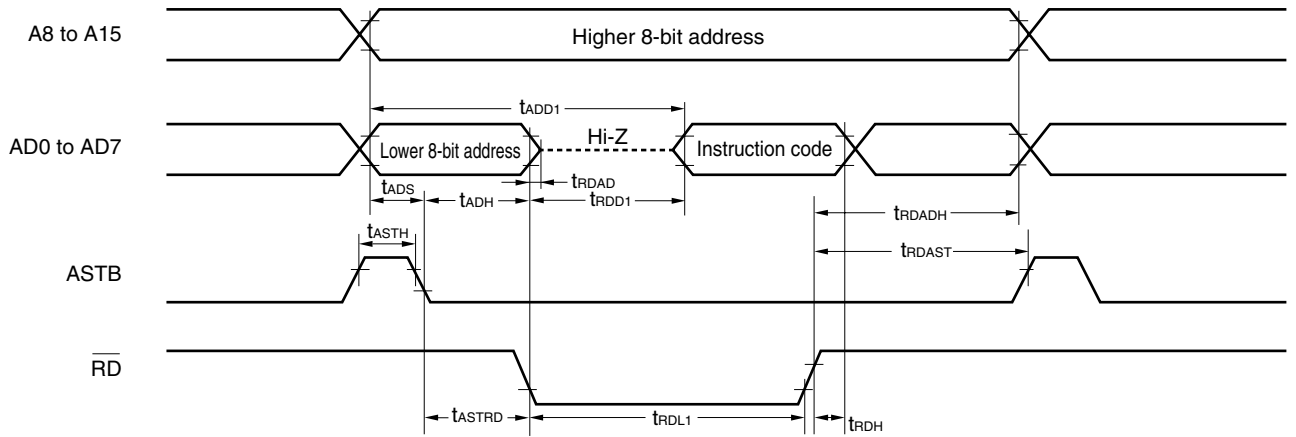 A8 to A15
Higher 8-bit address
tADD1
AD0 to AD7
Lower 8-bit address
Hi-Z
Instruction code
tRDAD
tADS
tADH
tRDD1
tRDADH
tASTH
tRDAST
ASTB
RD
tASTRD
tRDL1
tRDH